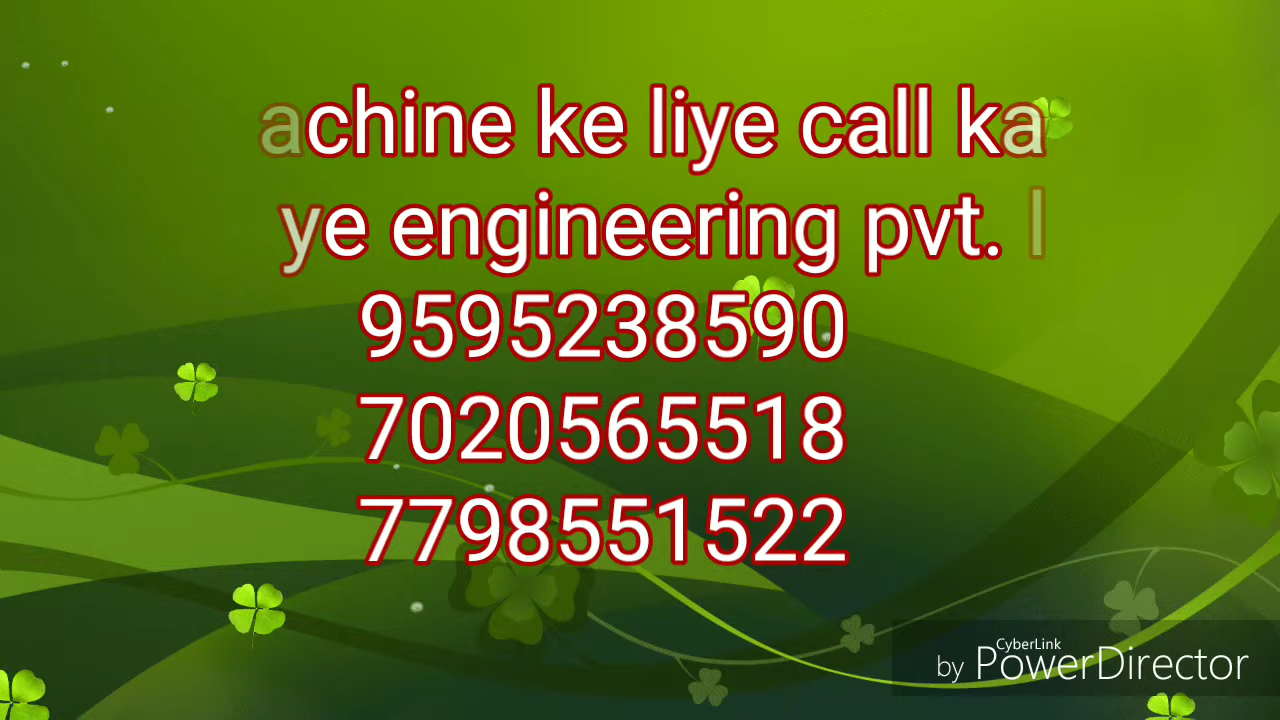 achine ke liye call ka
ye engineering pvt. l
9595238590
7020565518
7798551522
CyberLink
by PowerDirector